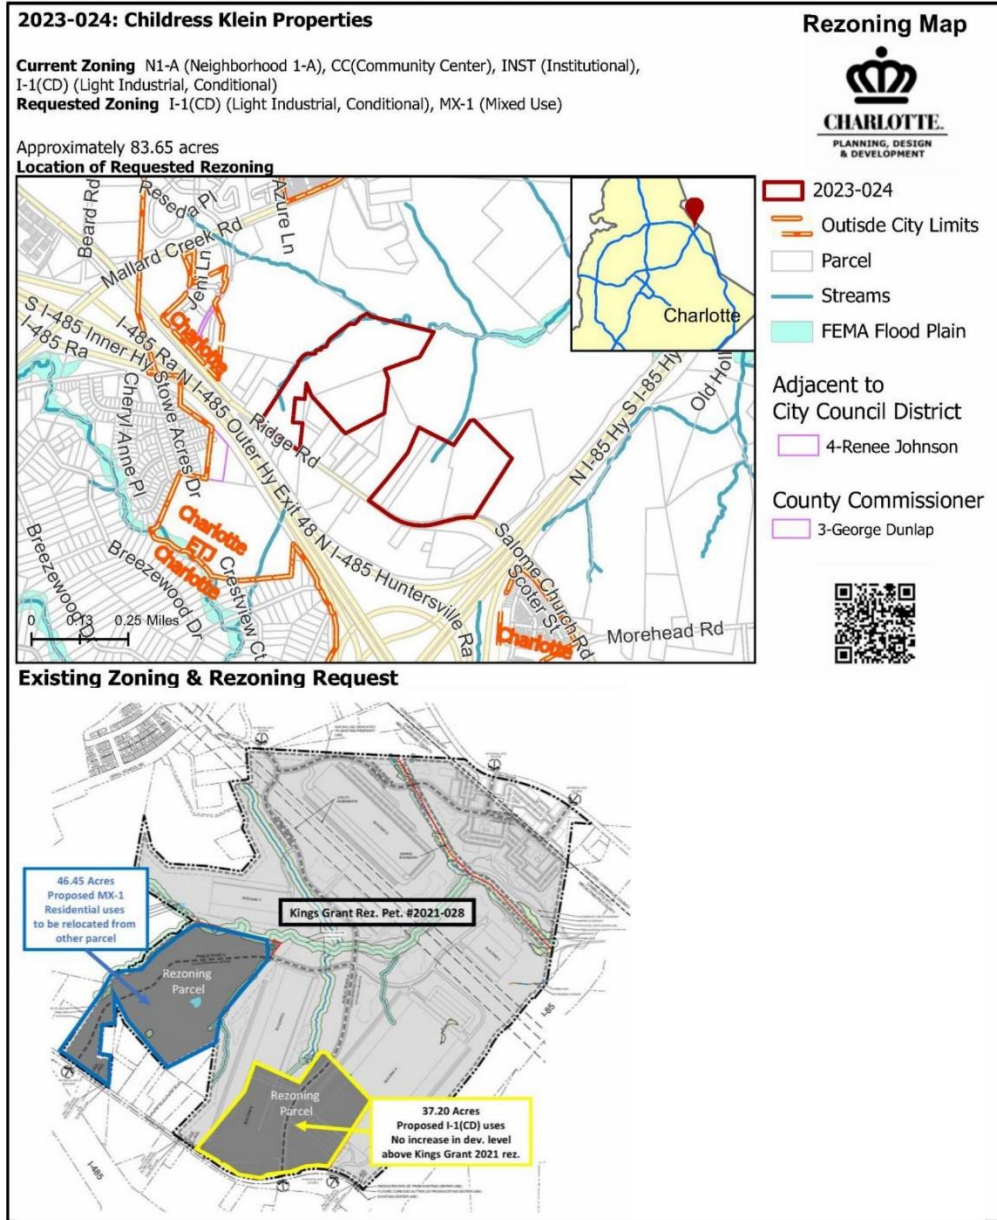 2023-024: Childress Klein Properties
Current Zoning N1-A (Neighborhood 1-A), CC(Community Center), INST (Institutional),
I-1(CD) (Light Industrial, Conditional)
Requested Zoning I-1(CD) (Light Industrial, Conditional), MX-1 (Mixed Use)
Approximately 83.65 acres
Location of Requested Rezoning
Rezoning Map
CHARLOTTE.
PLANNING, DESIGN
& DEVELOPMENT
2023-024
Outisde City Limits
Parcel
Streams
FEMA Flood Plain
Adjacent to
City Council District
4-Renee Johnson
County Commissioner
3-George Dunlap
Beard Rd
Reseda Pl
Azure Ln
Mallard Creek Rd
Jeni Ln
Charlotte
S I-485 Inner Hy
I-485 Ra
I-485 Ra N I-485 Outer Hy Exit 48 N I-485 Huntersville Ra
Stowe Acres Dr
Cheryl Anne Pl
Ridge Rd
N I-85 Hy S I-85 Hy
Charlotte
Charlotte
ETJ
Charlotte
Crestview Ct
Breezewood Dr
Breezewood Dr
Salome Church Rd
Scoter St
Charlotte
Morehead Rd
0 0.13 0.25 Miles
Existing Zoning & Rezoning Request
46.45 Acres
Proposed MX-1
Residential uses
to be relocated from
other parcel
Kings Grant Rez. Pet. #2021-028
Rezoning
Parcel
Rezoning
Parcel
37.20 Acres
Proposed I-1(CD) uses
No increase in dev. level
above Kings Grant 2021 rez.
I-85
I-485